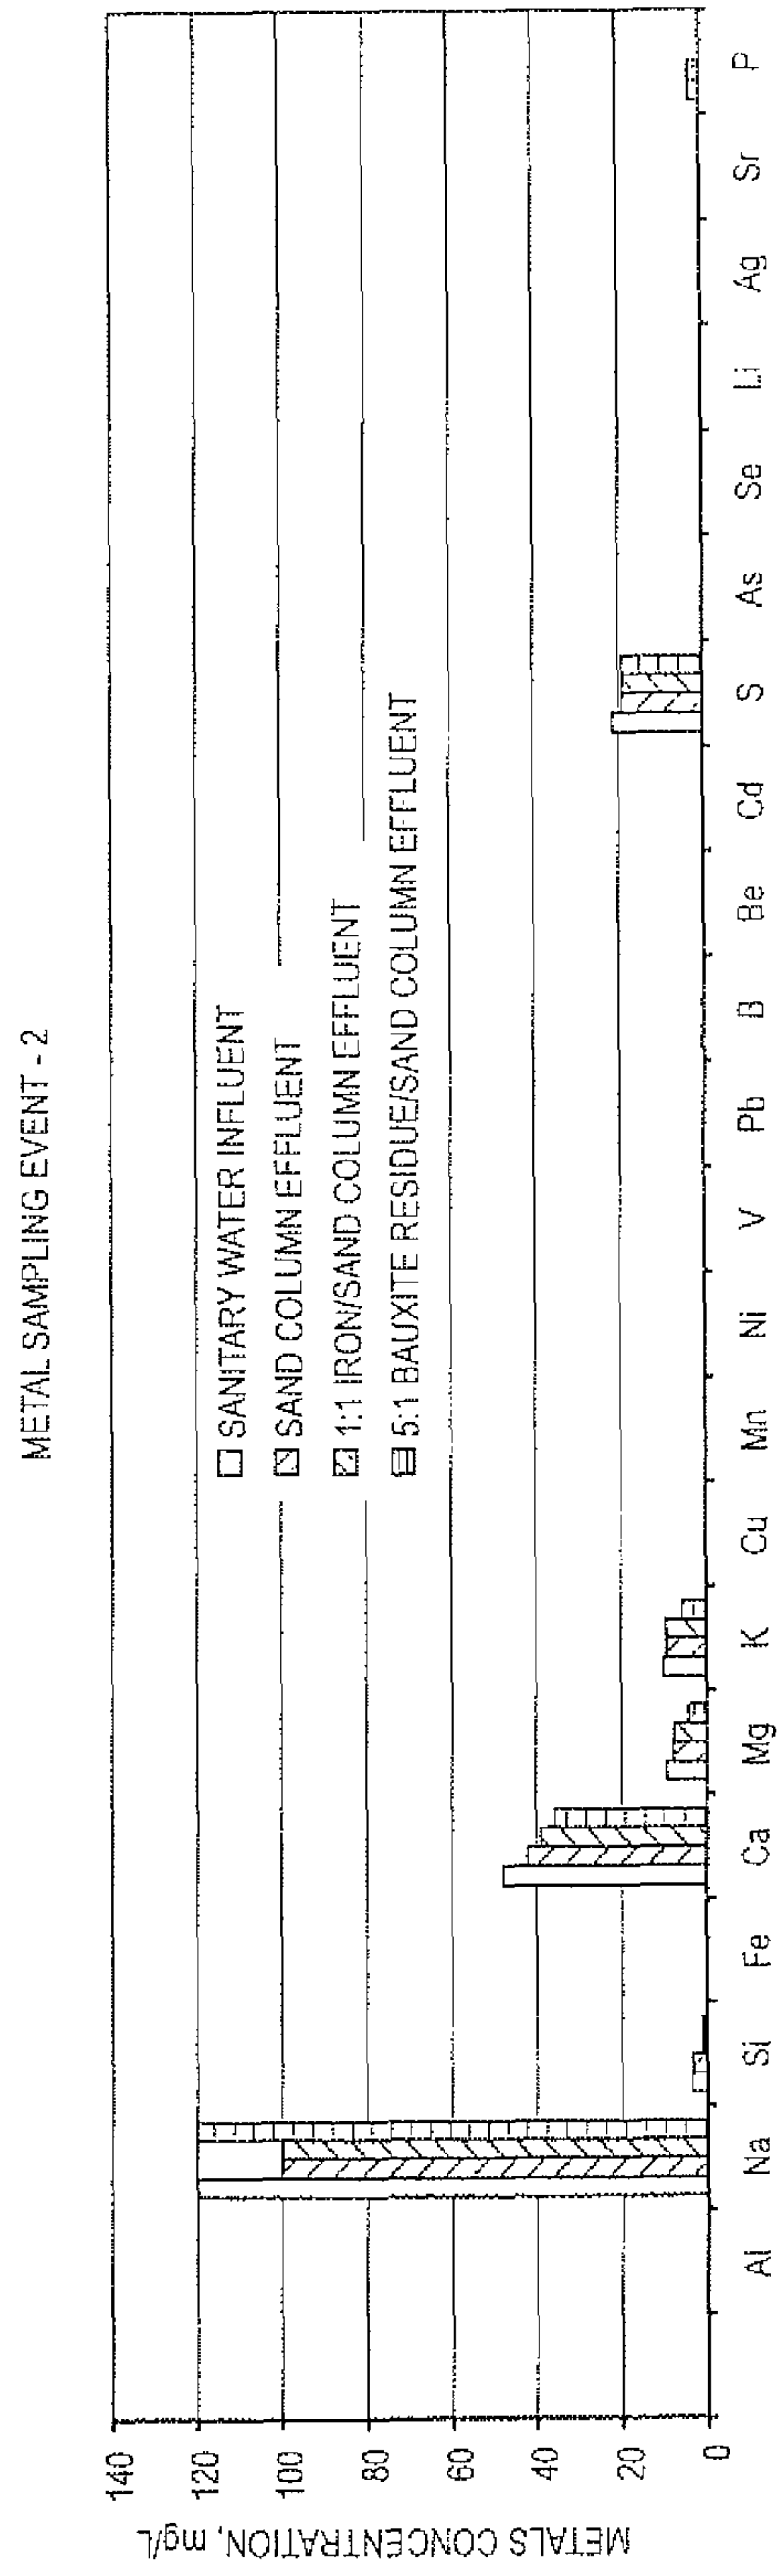 METAL SAMPLING EVENT - 2
SANITARY WATER INFLUENT
SAND COLUMN EFFLUENT
1:1 IRON/SAND COLUMN EFFLUENT
5:1 BAUXITE RESIDUE/SAND COLUMN EFFLUENT
METALS CONCENTRATION, mg/L
140
120
100
80
60
40
20
0
Al Na Si Fe Ca Mg K Cu Mn Ni V Pb B Be Cd S As Se Li Ag Sr P